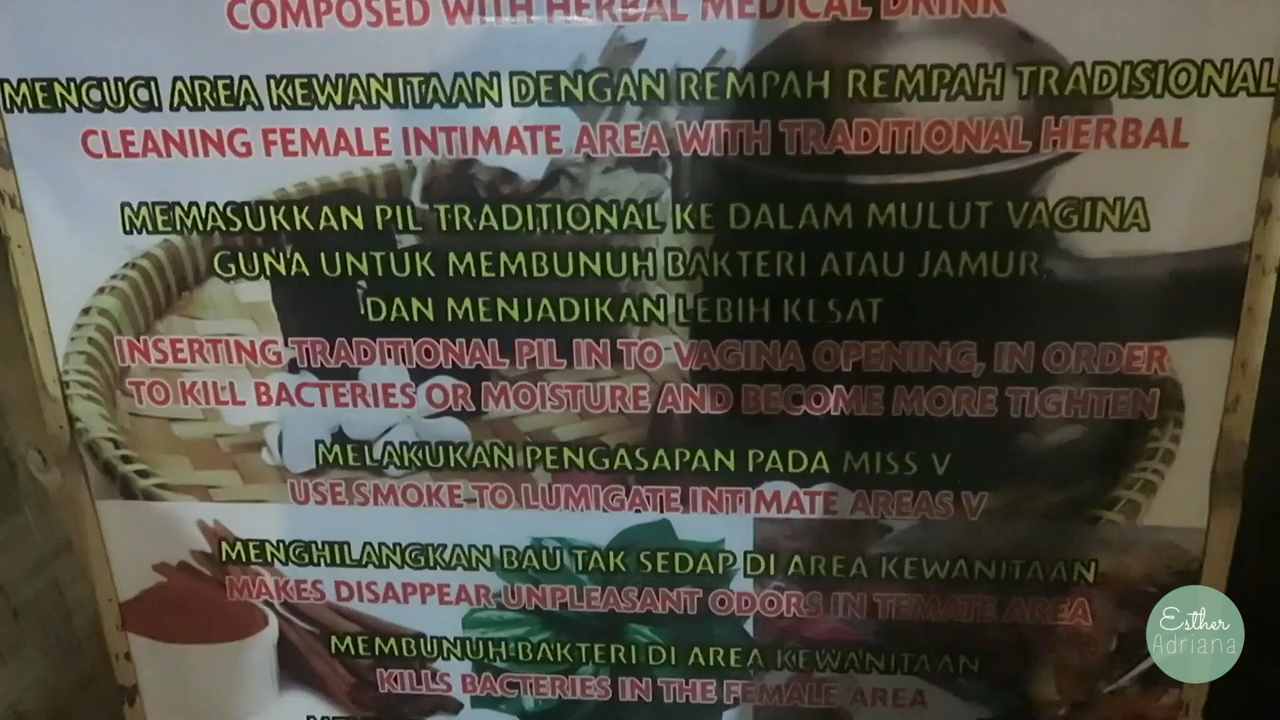 COMPOSED WITH HERBAL MEDICAL DRINK
MENCUCI AREA KEWANITAAN DENGAN REMPAH REMPAH TRADISIONAL
CLEANING FEMALE INTIMATE AREA WITH TRADITIONAL HERBAL
MEMASUKKAN PIL TRADITIONAL KE DALAM MULUT VAGINA
GUNA UNTUK MEMBUNUH BAKTERI ATAU JAMUR,
DAN MENJADIKAN LEBIH KESAT
INSERTING TRADITIONAL PIL IN TO VAGINA OPENING, IN ORDER
TO KILL BACTERIES OR MOISTURE AND BECOME MORE TIGHTEN
MELAKUKAN PENGASAPAN PADA MISS V
USE SMOKE TO LUMIGATE INTIMATE AREAS V
MENGHILANGKAN BAU TAK SEDAP DI AREA KEWANITAAN
MAKES DISAPPEAR UNPLEASANT ODORS IN TEMATE AREA
MEMBUNUH BAKTERI DI AREA KEWANITAAN
KILLS BACTERIES IN THE FEMALE AREA
Esther
Adriana